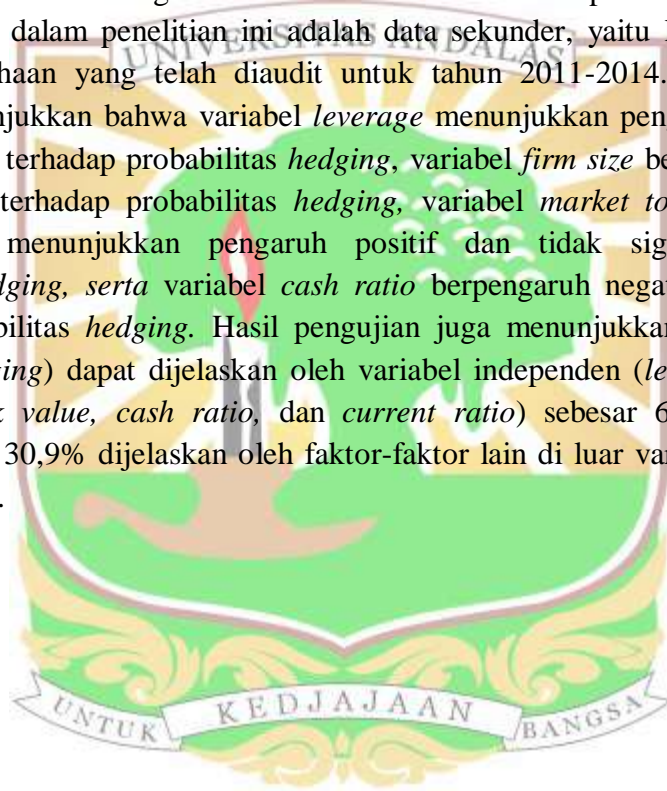 dalam penelitian ini adalah data sekunder, yaitu
haan yang telah diaudit untuk tahun 2011-2014.
njukkan bahwa variabel leverage menunjukkan pen
terhadap probabilitas hedging, variabel firm size be
terhadap probabilitas hedging, variabel market to
menunjukkan pengaruh positif dan tidak sig
dging, serta variabel cash ratio berpengaruh negat
bilitas hedging. Hasil pengujian juga menunjukkan
ging) dapat dijelaskan oleh variabel independen (le
k value, cash ratio, dan current ratio) sebesar 6
30,9% dijelaskan oleh faktor-faktor lain di luar var
UNIVERSITAS ANDALAS
UNTUK KEDJAJAAN BANGSA